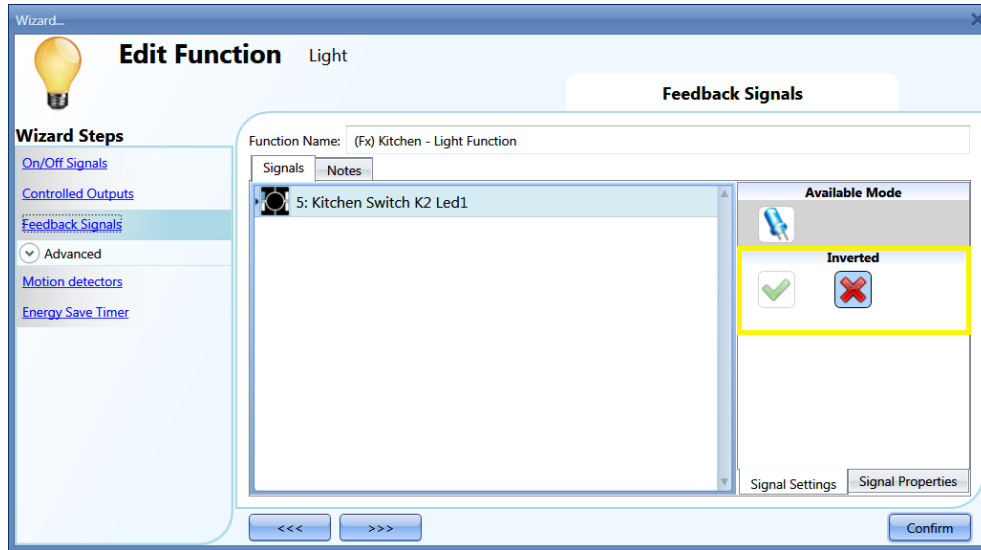 Wizard...
Edit Function Light
Feedback Signals
Wizard Steps
On/Off Signals
Controlled Outputs
Feedback Signals
Advanced
Motion detectors
Energy Save Timer
Function Name: (Fx) Kitchen - Light Function
Signals Notes
5: Kitchen Switch K2 Led1
Available Mode
Inverted
Signal Settings Signal Properties
<<< >>> Confirm